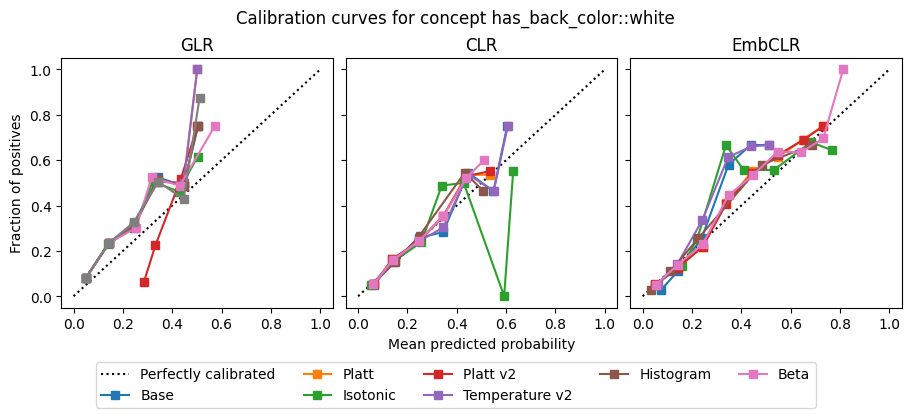 Calibration curves for concept has_back_color::white
GLR
CLR
EmbCLR
Fraction of positives
1.0
0.8
0.6
0.4
0.2
0.0
0.0 0.2 0.4 0.6 0.8 1.0
0.0 0.2 0.4 0.6 0.8 1.0
0.0 0.2 0.4 0.6 0.8 1.0
Mean predicted probability
Perfectly calibrated
Base
Platt
Isotonic
Platt v2
Temperature v2
Histogram
Beta